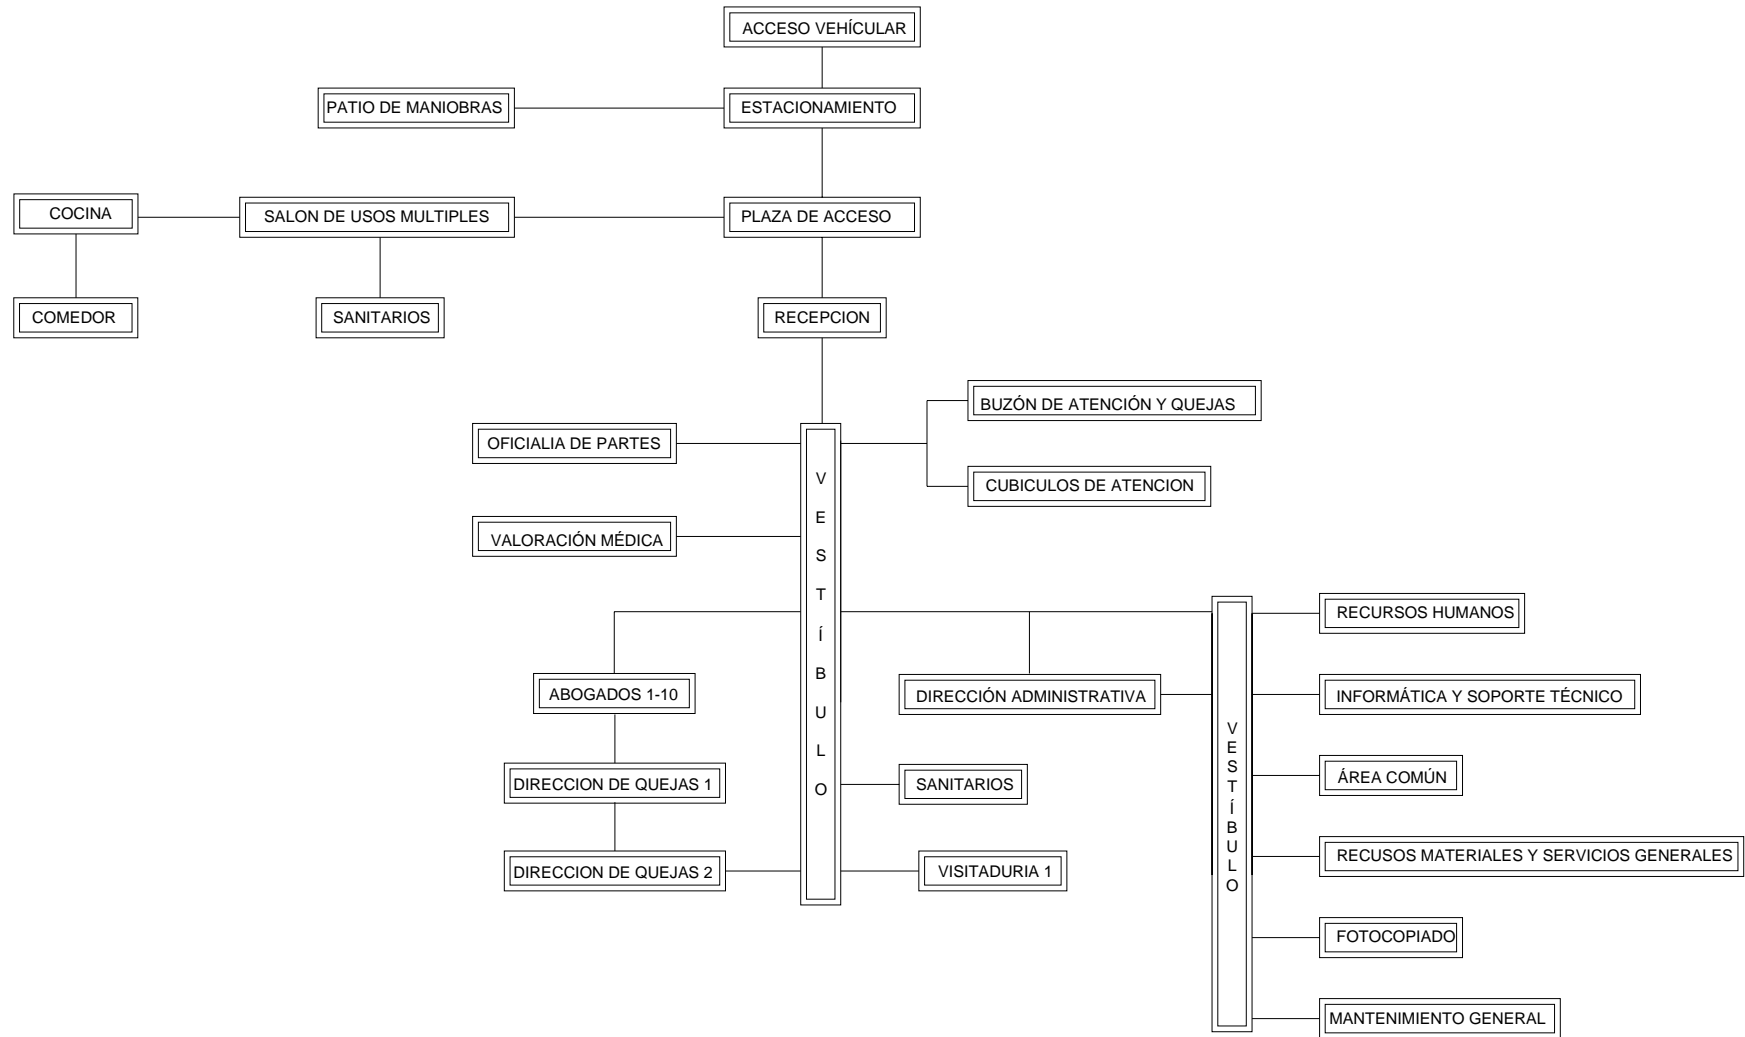 ACCESO VEHÍCULAR
PATIO DE MANIOBRAS
ESTACIONAMIENTO
COCINA
SALON DE USOS MULTIPLES
PLAZA DE ACCESO
COMEDOR
SANITARIOS
RECEPCION
BUZÓN DE ATENCIÓN Y QUEJAS
OFICIALIA DE PARTES
CUBICULOS DE ATENCION
VALORACIÓN MÉDICA
VESTÍBULO
RECURSOS HUMANOS
ABOGADOS 1-10
DIRECCIÓN ADMINISTRATIVA
INFORMÁTICA Y SOPORTE TÉCNICO
VESTÍBULO
ÁREA COMÚN
DIRECCION DE QUEJAS 1
SANITARIOS
RECUSOS MATERIALES Y SERVICIOS GENERALES
DIRECCION DE QUEJAS 2
VISITADURIA 1
FOTOCOPIADO
MANTENIMIENTO GENERAL